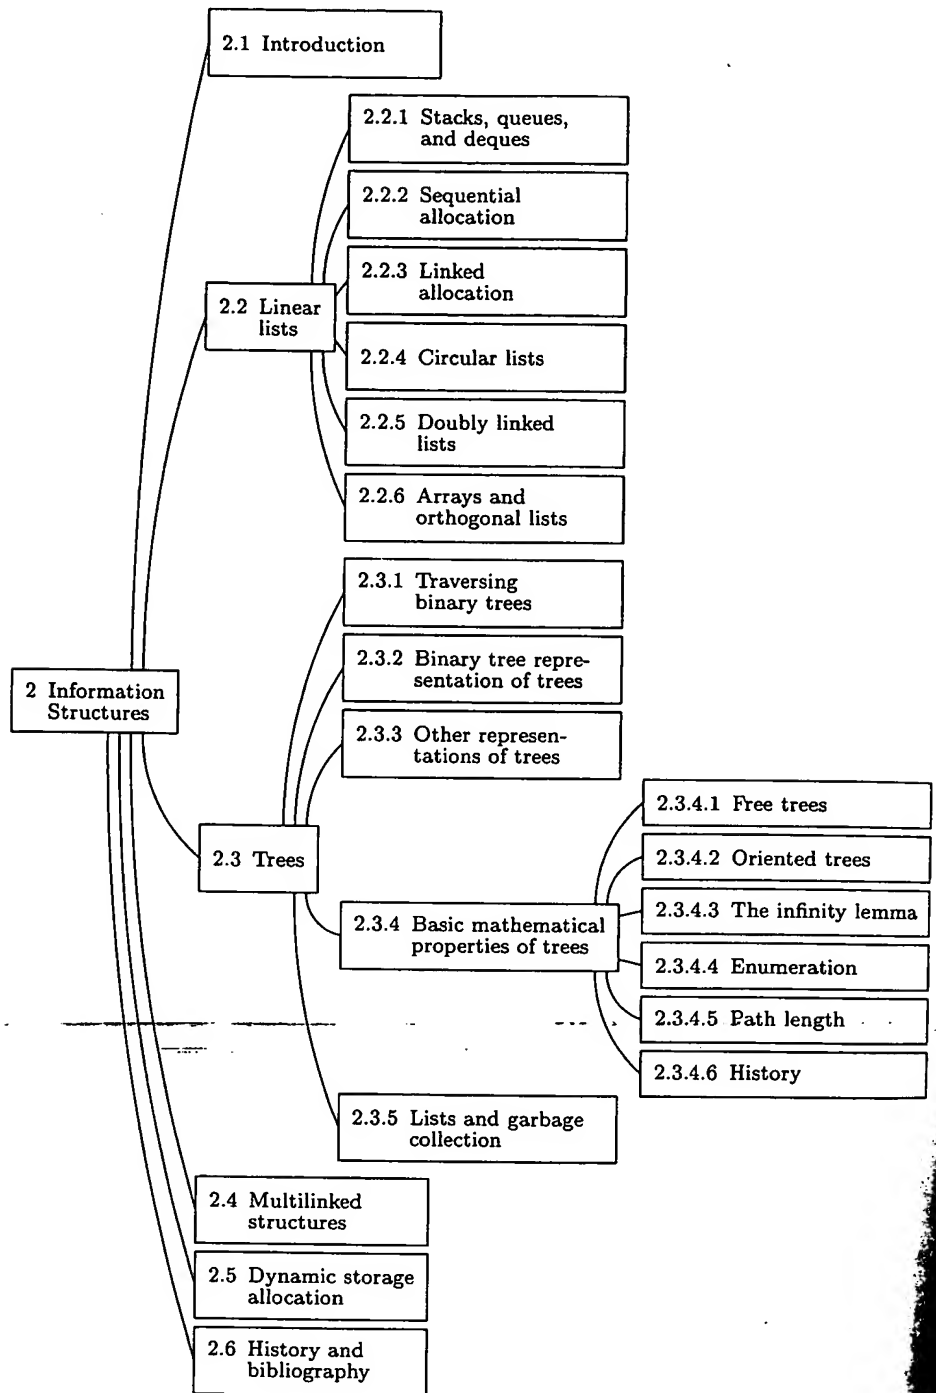 2.1 Introduction
2.2.1 Stacks, queues,
and deques
2.2.2 Sequential
allocation
2.2.3 Linked
allocation
2.2 Linear
lists
2.2.4 Circular lists
2.2.5 Doubly linked
lists
2.2.6 Arrays and
orthogonal lists
2.3.1 Traversing
binary trees
2.3.2 Binary tree repre-
sentation of trees
2 Information
Structures
2.3.3 Other represen-
tations of trees
2.3 Trees
2.3.4 Basic mathematical
properties of trees
2.3.4.1 Free trees
2.3.4.2 Oriented trees
2.3.4.3 The infinity lemma
2.3.4.4 Enumeration
2.3.4.5 Path length
2.3.4.6 History
2.3.5 Lists and garbage
collection
2.4 Multilinked
structures
2.5 Dynamic storage
allocation
2.6 History and
bibliography